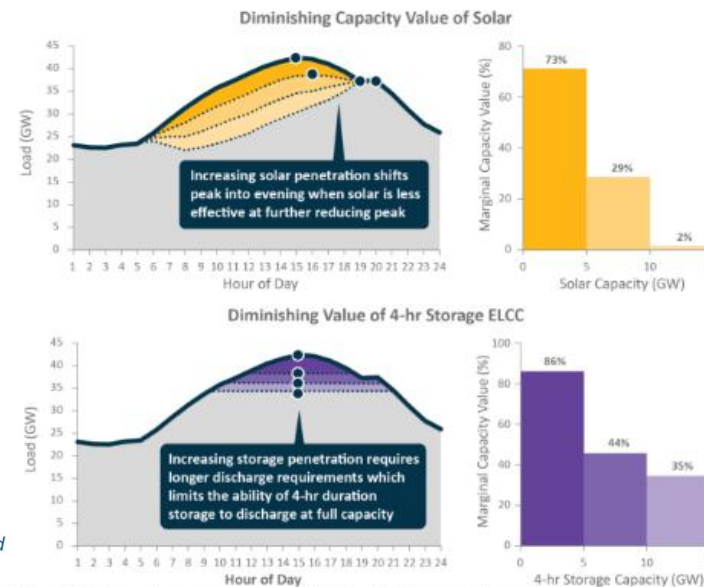 Diminishing Capacity Value of Solar
Load (GW)
45
40
35
30
25
20
15
10
5
0
Increasing solar penetration shifts
peak into evening when solar is less
effective at further reducing peak
1 2 3 4 5 6 7 8 9 10 11 12 13 14 15 16 17 18 19 20 21 22 23 24
Hour of Day
Marginal Capacity Value (%)
80
60
40
20
0
73%
29%
2%
0 5 10
Solar Capacity (GW)
Diminishing Value of 4-hr Storage ELCC
Load (GW)
45
40
35
30
25
20
15
10
5
0
Increasing storage penetration requires
longer discharge requirements which
limits the ability of 4-hr duration
storage to discharge at full capacity
1 2 3 4 5 6 7 8 9 10 11 12 13 14 15 16 17 18 19 20 21 22 23 24
Hour of Day
Marginal Capacity Value (%)
100
80
60
40
20
0
86%
44%
35%
0 5 10
4-hr Storage Capacity (GW)